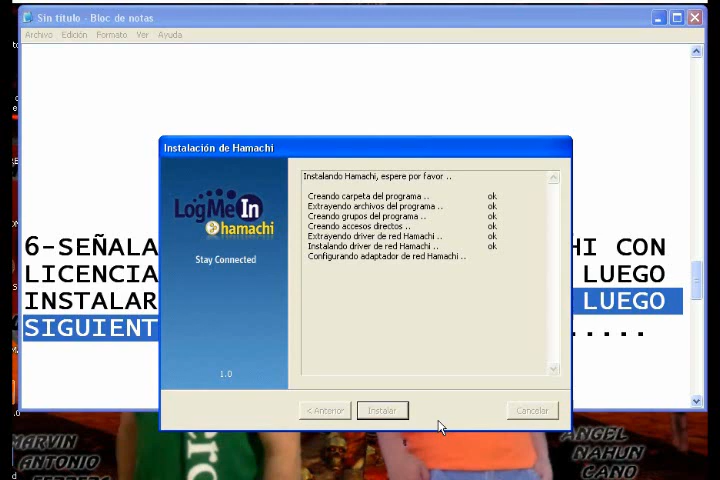 Sin título - Bloc de notas
Archivo Edición Formato Ver Ayuda
Instalación de Hamachi
LogMeIn
hamachi
Stay Connected
1.0
Instalando Hamachi, espere por favor ..
Creando carpeta del programa .. ok
Extrayendo archivos del programa .. ok
Creando grupos del programa .. ok
Creando accesos directos .. ok
Extrayendo driver de red Hamachi .. ok
Instalando driver de red Hamachi .. ok
Configurando adaptador de red Hamachi ..
< Anterior Instalar Cancelar
6-SEÑALA HI CON
LICENCIA LUEGO
INSTALAR LUEGO
SIGUIENT .....
MARVIN
ANTONIO
ANGEL
NAHUN
CANO